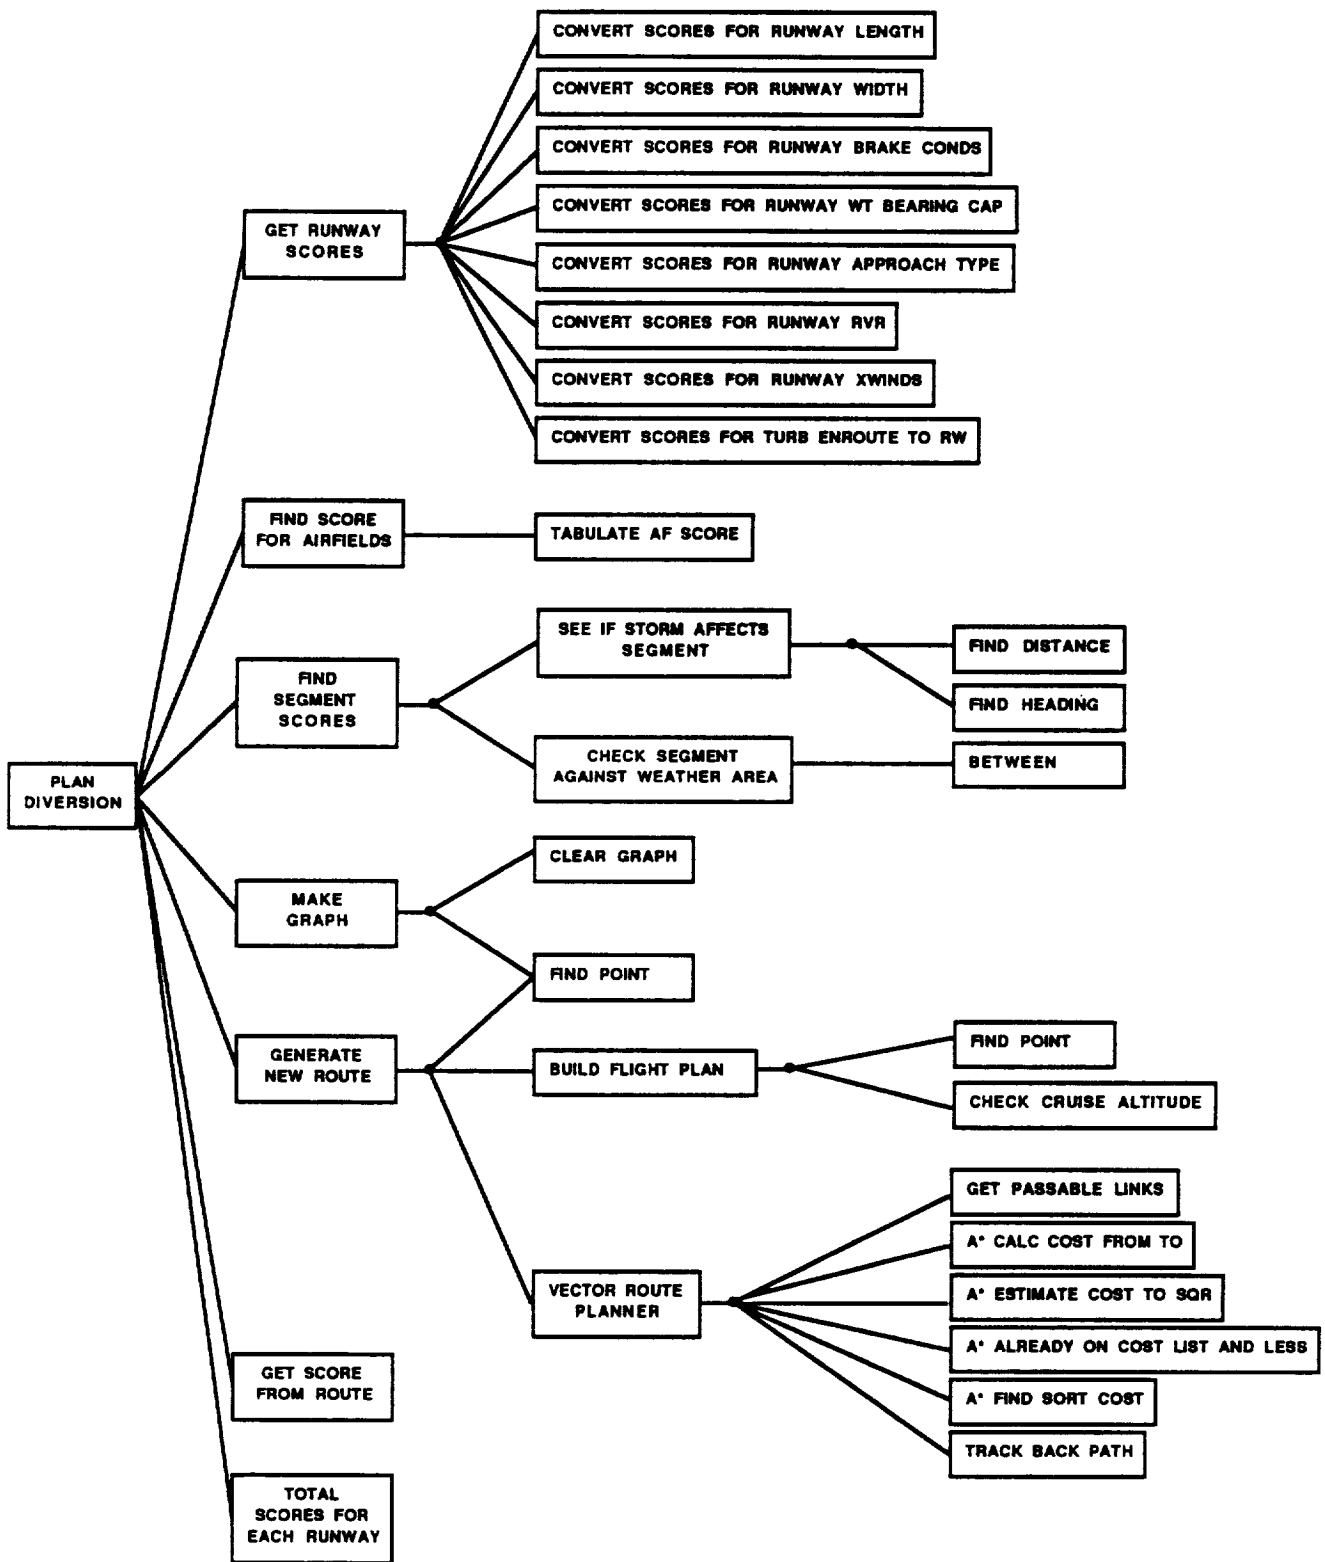 CONVERT SCORES FOR RUNWAY LENGTH
CONVERT SCORES FOR RUNWAY WIDTH
CONVERT SCORES FOR RUNWAY BRAKE CONDS
CONVERT SCORES FOR RUNWAY WT BEARING CAP
GET RUNWAY
SCORES
CONVERT SCORES FOR RUNWAY APPROACH TYPE
CONVERT SCORES FOR RUNWAY RVR
CONVERT SCORES FOR RUNWAY XWINDS
CONVERT SCORES FOR TURB ENROUTE TO RW
FIND SCORE
FOR AIRFIELDS
TABULATE AF SCORE
SEE IF STORM AFFECTS
SEGMENT
FIND DISTANCE
FIND
SEGMENT
SCORES
FIND HEADING
CHECK SEGMENT
AGAINST WEATHER AREA
BETWEEN
PLAN
DIVERSION
CLEAR GRAPH
MAKE
GRAPH
FIND POINT
GENERATE
NEW ROUTE
BUILD FLIGHT PLAN
FIND POINT
CHECK CRUISE ALTITUDE
GET PASSABLE LINKS
A* CALC COST FROM TO
VECTOR ROUTE
PLANNER
A* ESTIMATE COST TO SQR
A* ALREADY ON COST LIST AND LESS
GET SCORE
FROM ROUTE
A* FIND SORT COST
TRACK BACK PATH
TOTAL
SCORES FOR
EACH RUNWAY